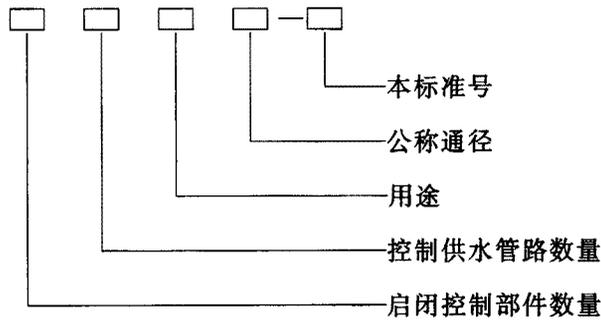 本标准号
公称通径
用途
控制供水管路数量
启闭控制部件数量